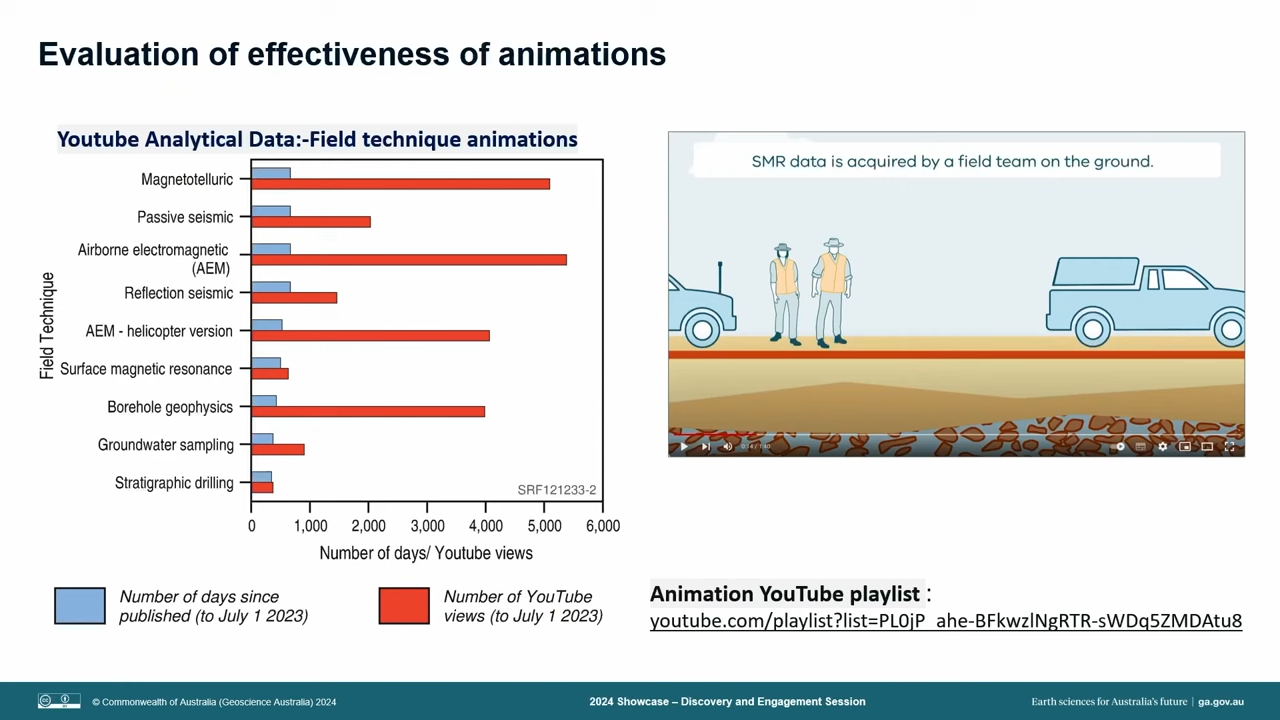 Evaluation of effectiveness of animations
Youtube Analytical Data:-Field technique animations
Field Technique
Magnetotelluric
Passive seismic
Airborne electromagnetic
(AEM)
Reflection seismic
AEM - helicopter version
Surface magnetic resonance
Borehole geophysics
Groundwater sampling
Stratigraphic drilling
SRF121233-2
0 1,000 2,000 3,000 4,000 5,000 6,000
Number of days/ Youtube views
Number of days since
published (to July 1 2023)
Number of YouTube
views (to July 1 2023)
SMR data is acquired by a field team on the ground.
0:14 / 1:40
Animation YouTube playlist :
youtube.com/playlist?list=PL0jP_ahe-BFkwzlNgRTR-sWDq5ZMDAtu8
© Commonwealth of Australia (Geoscience Australia) 2024
2024 Showcase – Discovery and Engagement Session
Earth sciences for Australia's future | ga.gov.au